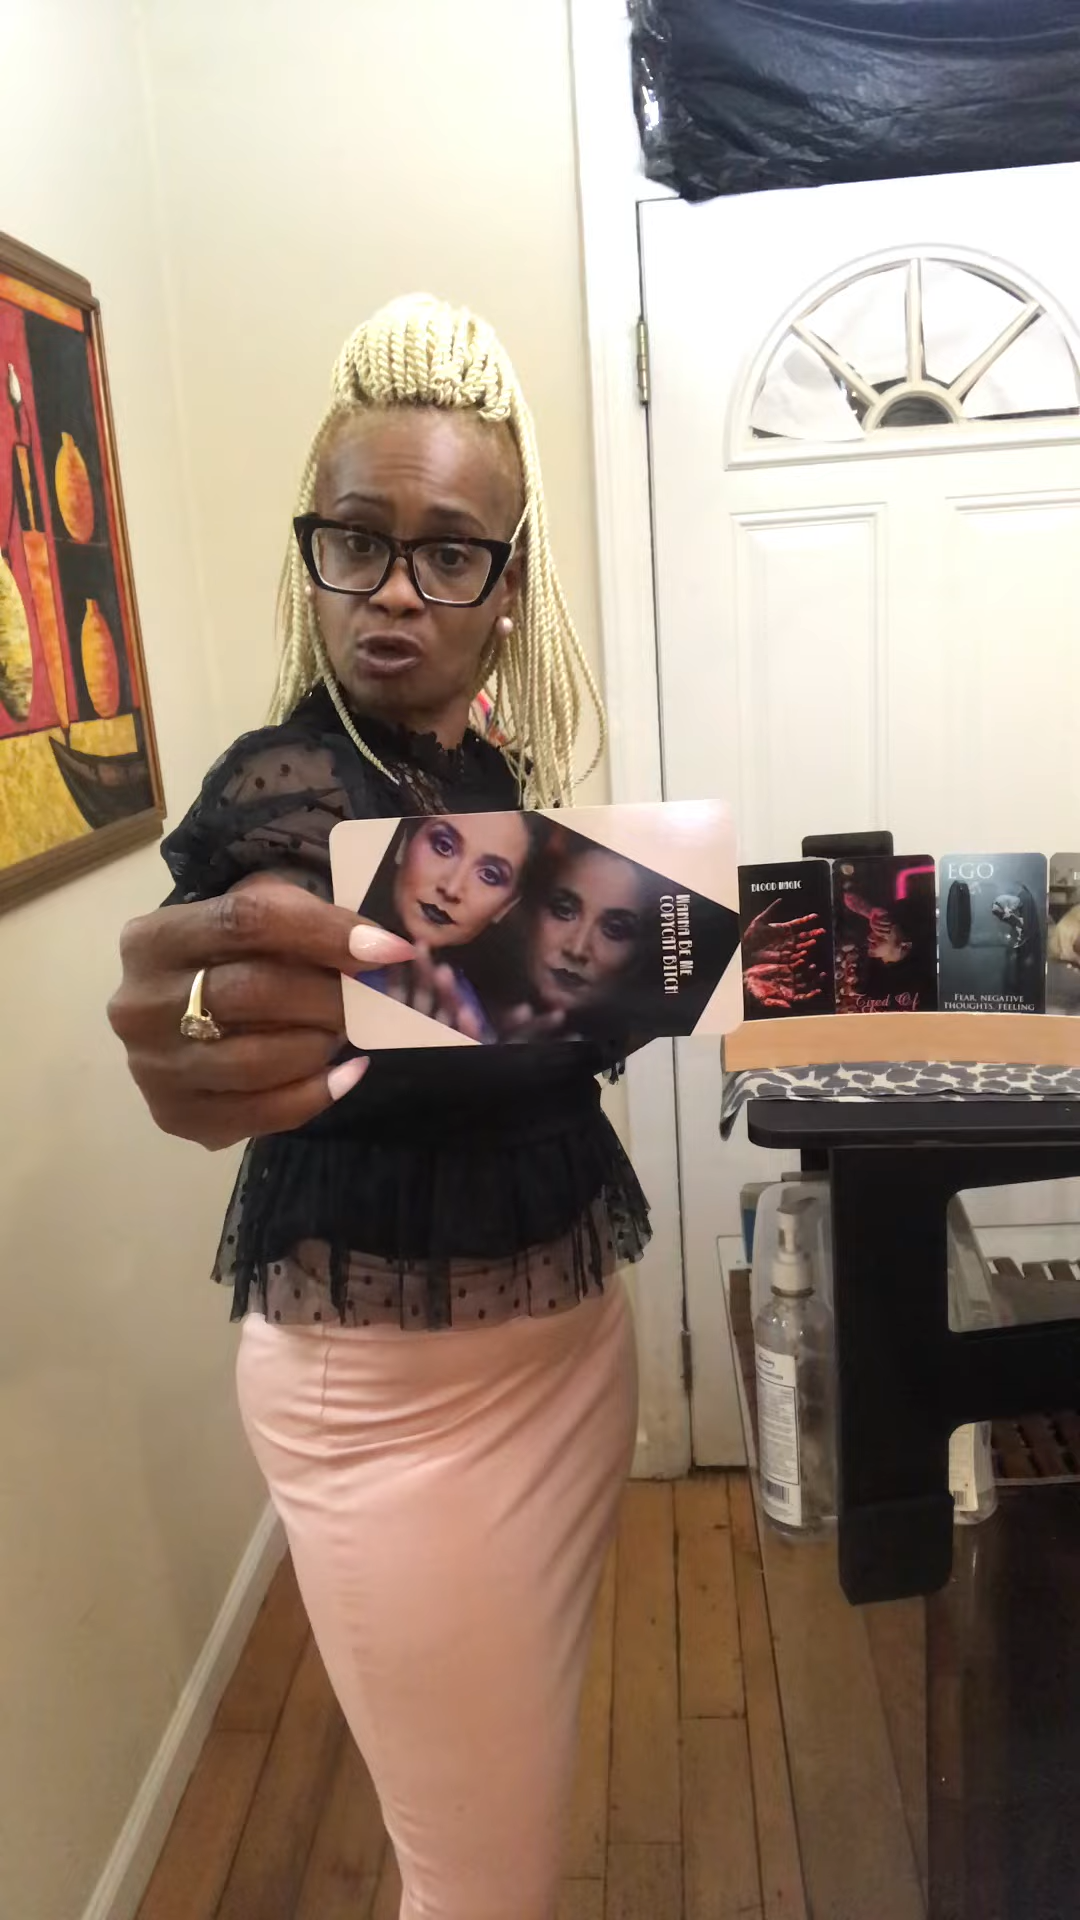 WANNA BE ME
COPYCAT BITCH
BLOOD MAGIC
Tired Of
EGO
FEAR, NEGATIVE
THOUGHTS, FEELING